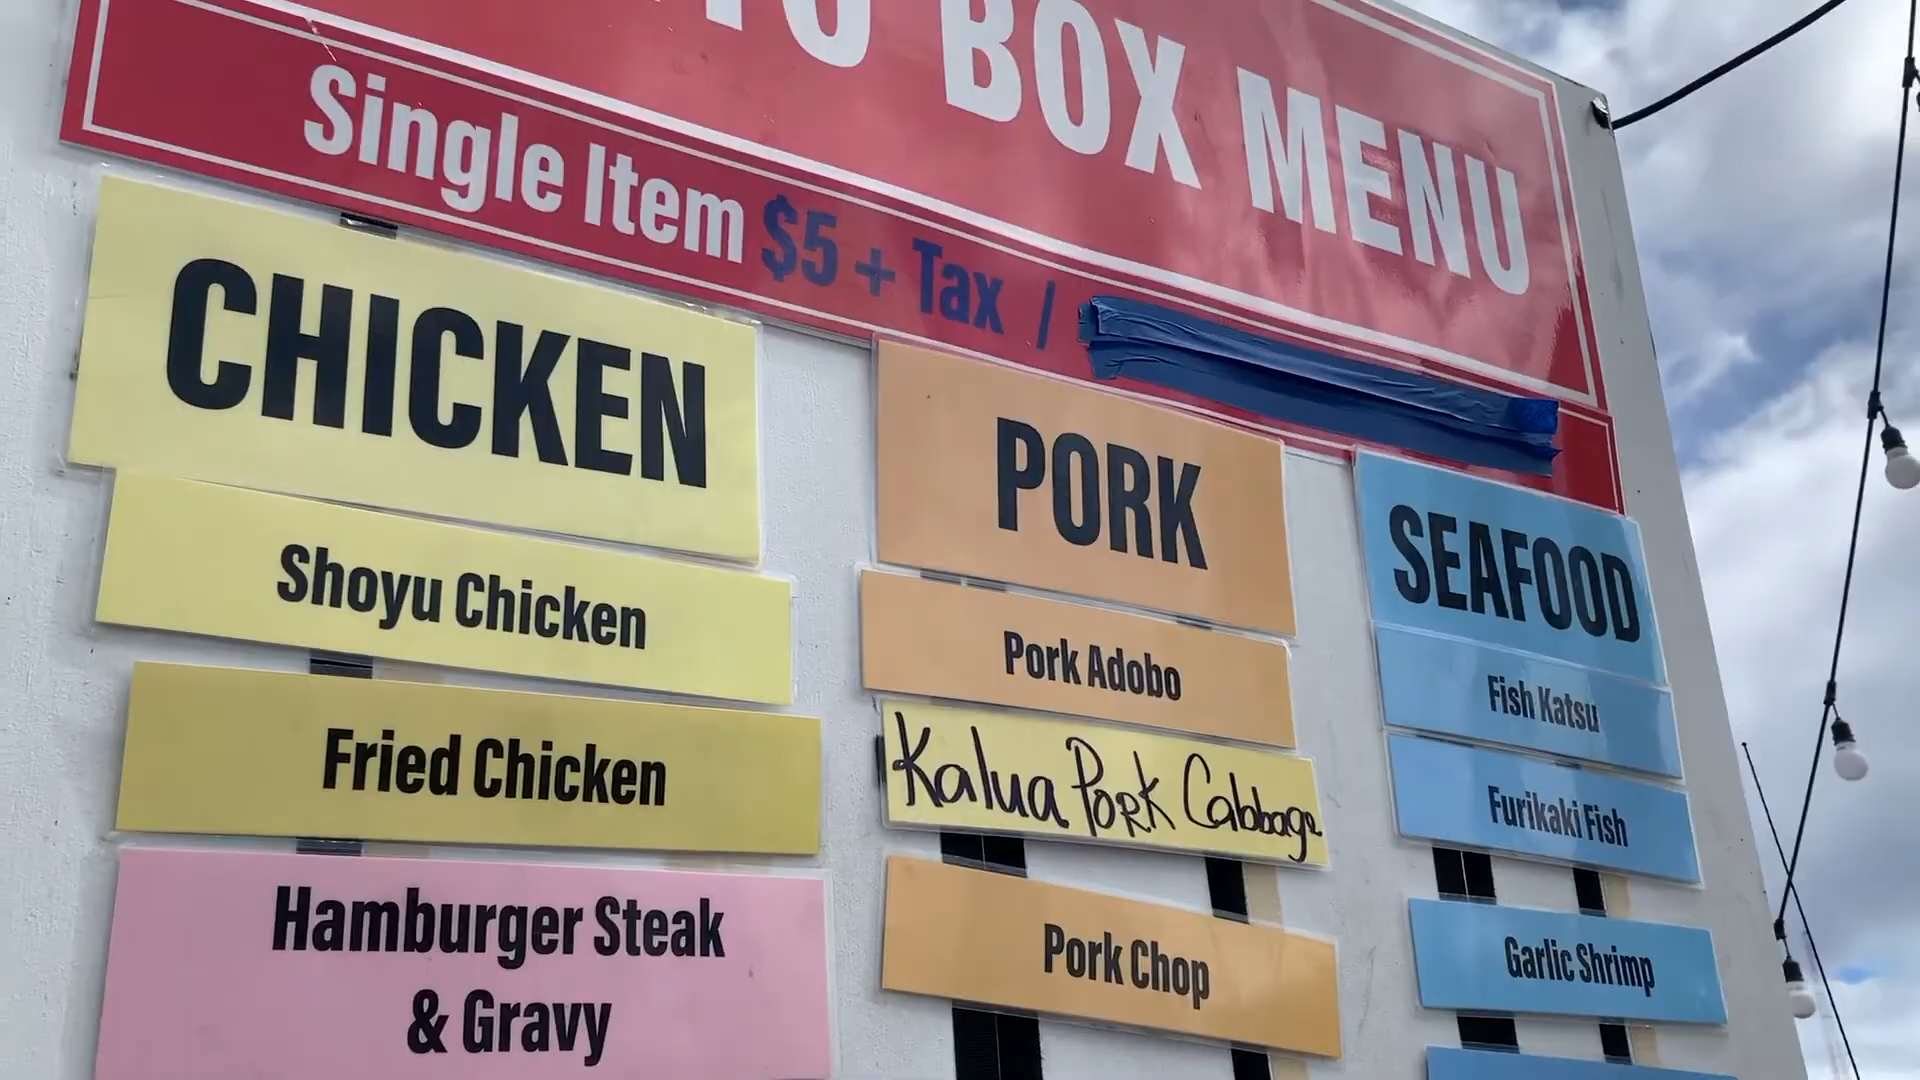 BOX MENU
Single Item $5 + Tax /
CHICKEN
Shoyu Chicken
Fried Chicken
Hamburger Steak
& Gravy
PORK
Pork Adobo
Kalua Pork Cabbage
Pork Chop
SEAFOOD
Fish Katsu
Furikaki Fish
Garlic Shrimp